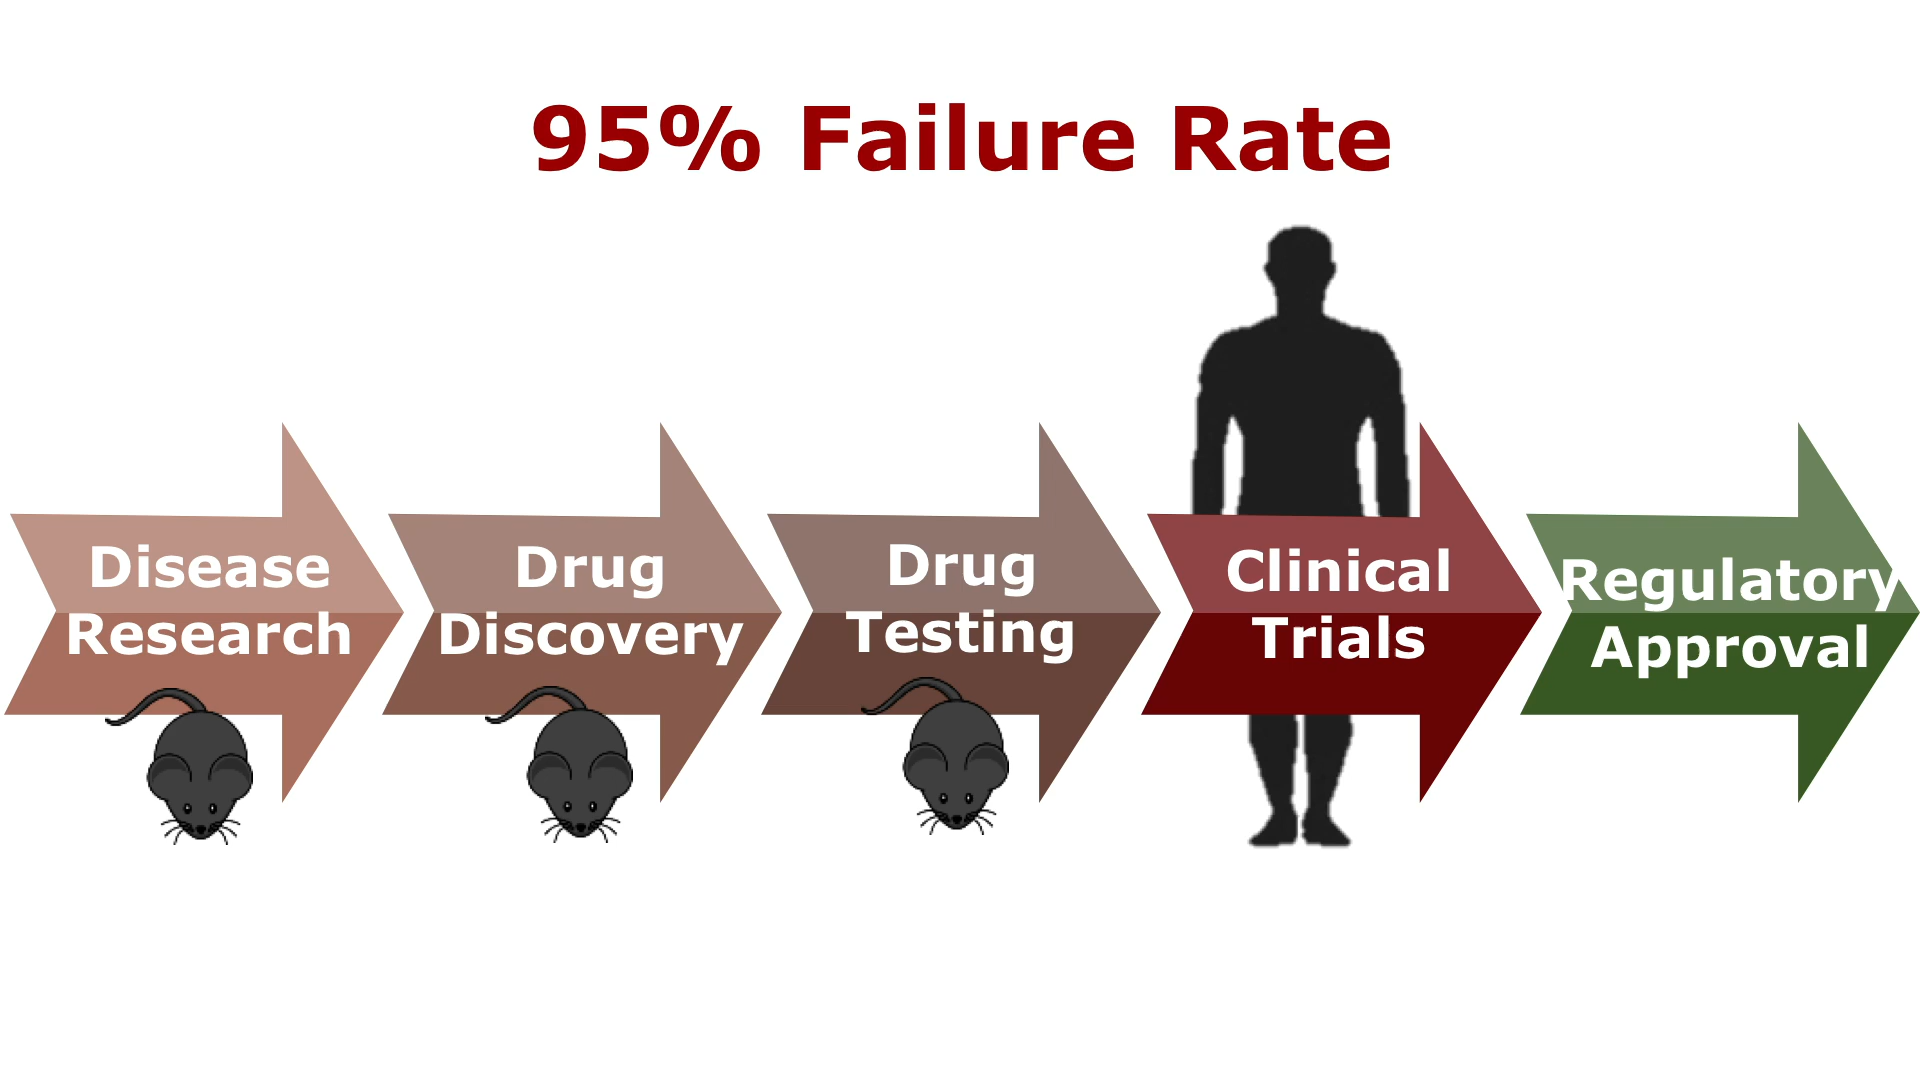 95% Failure Rate
Disease
Research
Drug
Discovery
Drug
Testing
Clinical
Trials
Regulatory
Approval